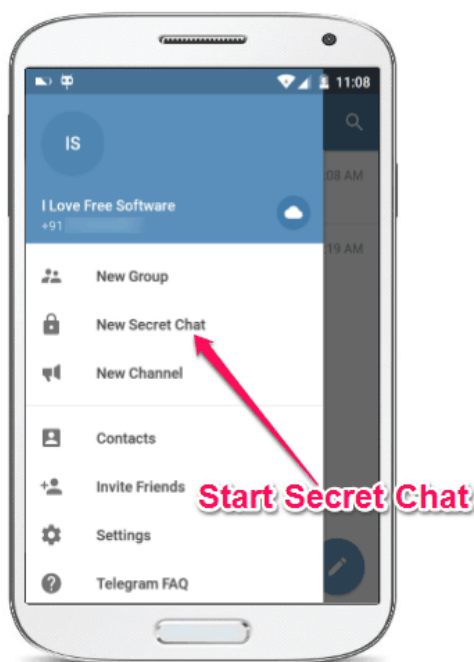 11:08
IS
:08 AM
I Love Free Software
+91
:19 AM
New Group
New Secret Chat
New Channel
Contacts
Invite Friends
Start Secret Chat
Settings
Telegram FAQ